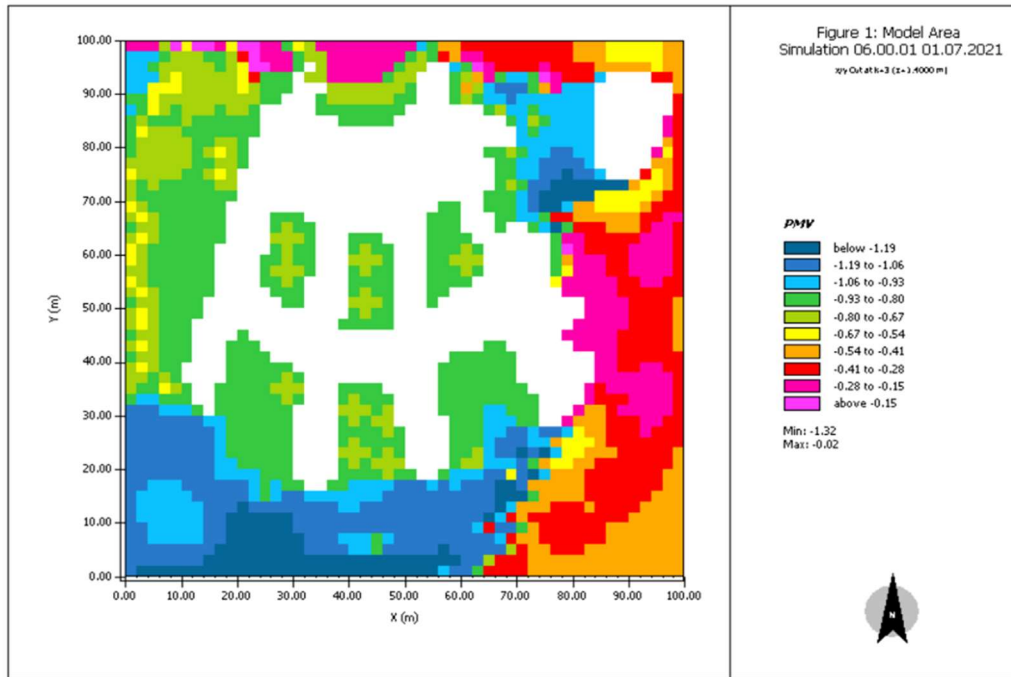 Figure 1: Model Area
Simulation 06.00.01 01.07.2021
x/y Cut at k=3 (z=1.4000 m)
100.00
90.00
80.00
70.00
60.00
50.00
40.00
30.00
20.00
10.00
0.00
Y (m)
0.00 10.00 20.00 30.00 40.00 50.00 60.00 70.00 80.00 90.00 100.00
X (m)
PMV
below -1.19
-1.19 to -1.06
-1.06 to -0.93
-0.93 to -0.80
-0.80 to -0.67
-0.67 to -0.54
-0.54 to -0.41
-0.41 to -0.28
-0.28 to -0.15
above -0.15
Min: -1.32
Max: -0.02
N